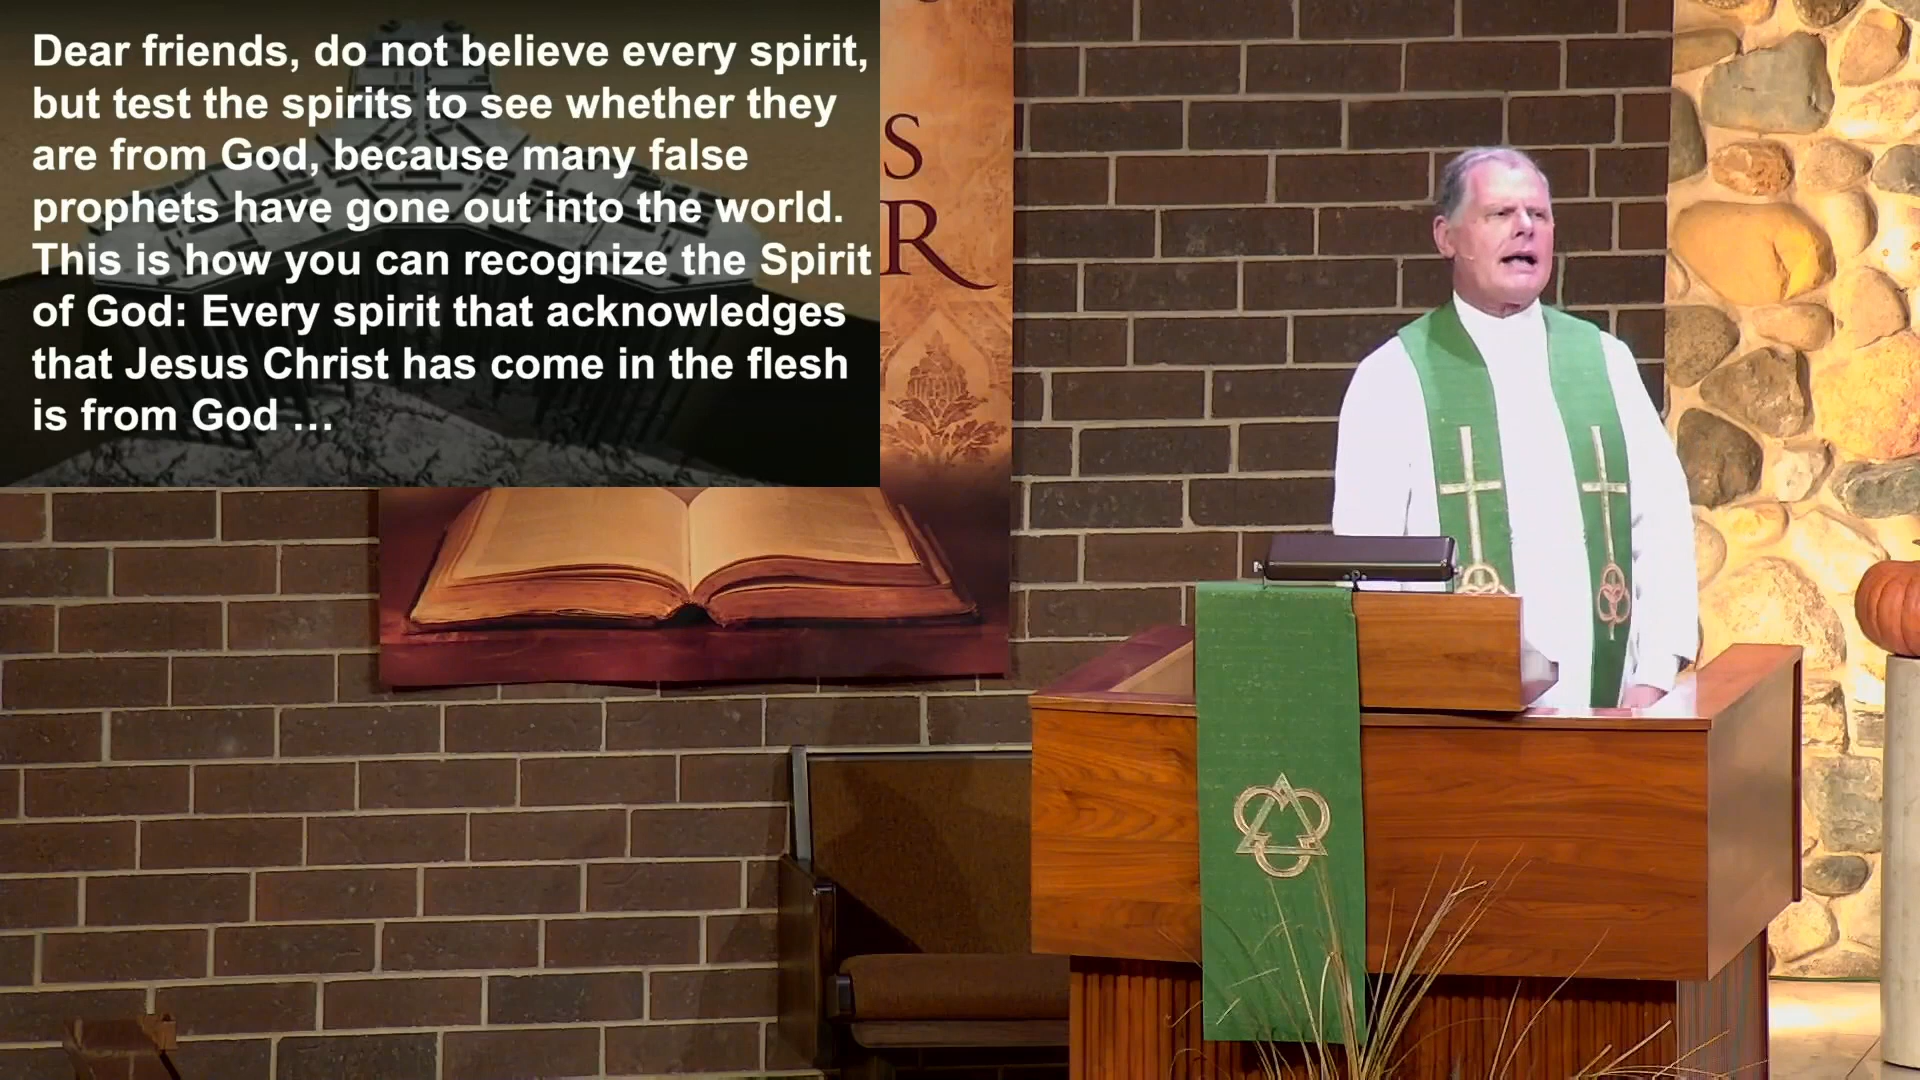 Dear friends, do not believe every spirit,
but test the spirits to see whether they
are from God, because many false
prophets have gone out into the world.
This is how you can recognize the Spirit
of God: Every spirit that acknowledges
that Jesus Christ has come in the flesh
is from God …
S
R